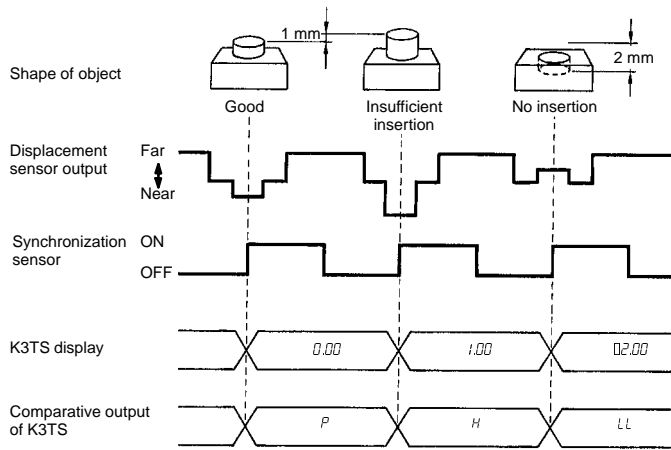 1 mm
2 mm
Shape of object
Good
Insufficient
insertion
No insertion
Displacement
sensor output
Far
Near
Synchronization
sensor
ON
OFF
K3TS display
0.00
1.00
▯2.00
Comparative output
of K3TS
P
H
LL